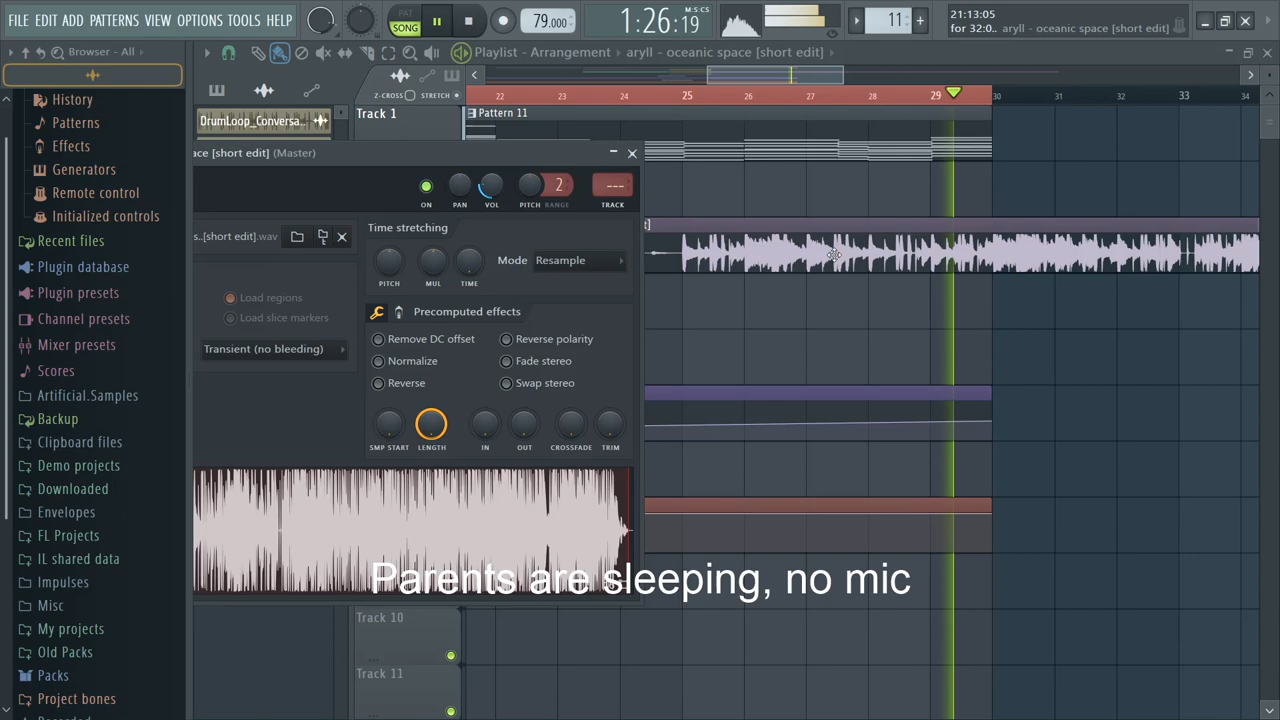 FILE EDIT ADD PATTERNS VIEW OPTIONS TOOLS HELP
PAT
SONG
79.000
1:26:19
M:S:CS
11
21:13:05
for 32:0..
aryll - oceanic space [short edit]
Browser - All
Playlist - Arrangement
aryll - oceanic space [short edit]
Z-CROSS
STRETCH
22 23 24 25 26 27 28 29 30 31 32 33 34
History
Patterns
Effects
Generators
Remote control
Initialized controls
Recent files
Plugin database
Plugin presets
Channel presets
Mixer presets
Scores
Artificial.Samples
Backup
Clipboard files
Demo projects
Downloaded
Envelopes
FL Projects
IL shared data
Impulses
Misc
My projects
Old Packs
Packs
Project bones
DrumLoop_Conversa..
Track 1
Pattern 11
ace [short edit] (Master)
ON PAN VOL PITCH RANGE TRACK
2
---
s..[short edit].wav
Load regions
Load slice markers
Transient (no bleeding)
Time stretching
PITCH MUL TIME
Mode Resample
Precomputed effects
Remove DC offset
Reverse polarity
Normalize
Fade stereo
Reverse
Swap stereo
SMP START LENGTH IN OUT CROSSFADE TRIM
t]
Parents are sleeping, no mic
Track 10
Track 11